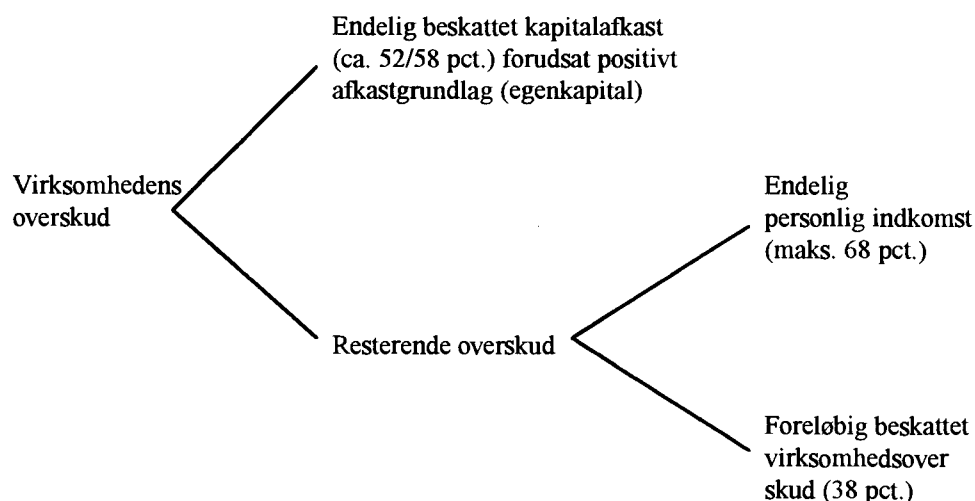 Endelig beskattet kapitalafkast
(ca. 52/58 pct.) forudsat positivt
afkastgrundlag (egenkapital)
Virksomhedens
overskud
Endelig
personlig indkomst
(maks. 68 pct.)
Resterende overskud
Foreløbig beskattet
virksomhedsover
skud (38 pct.)